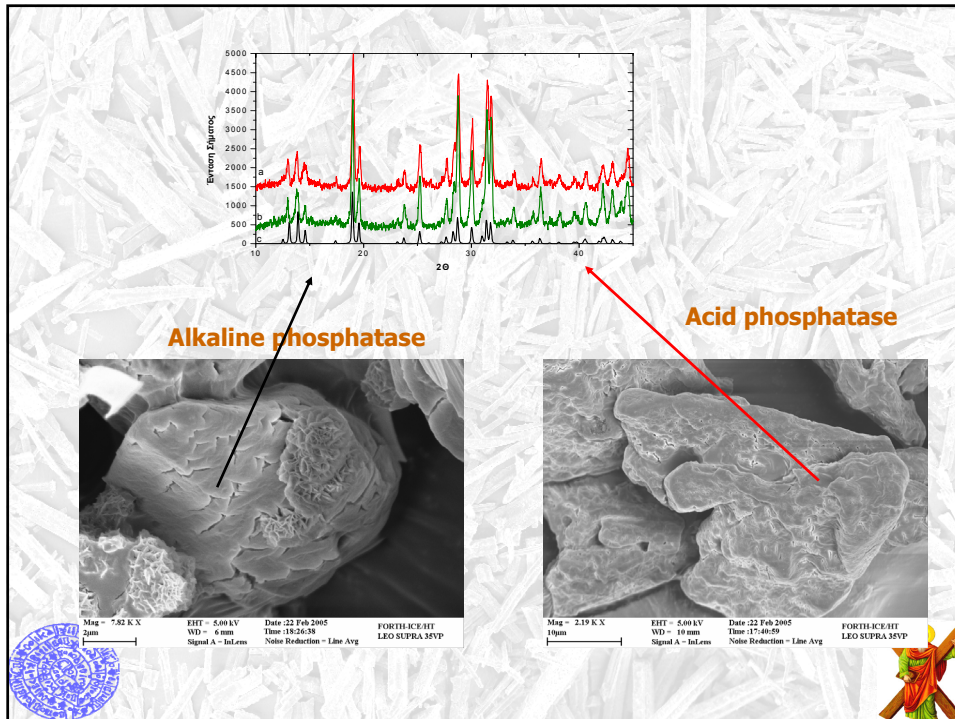 5000
4500
4000
3500
3000
2500
2000
1500
1000
500
0
Ένταση Σήματος
a
b
c
10 20 30 40
2Θ
Alkaline phosphatase
Acid phosphatase
Mag = 7.82 K X
2µm
EHT = 5.00 kV
WD = 6 mm
Signal A = InLens
Date :22 Feb 2005
Time :18:26:38
Noise Reduction = Line Avg
FORTH-ICE/HT
LEO SUPRA 35VP
Mag = 2.19 K X
10µm
EHT = 5.00 kV
WD = 10 mm
Signal A = InLens
Date :22 Feb 2005
Time :17:40:59
Noise Reduction = Line Avg
FORTH-ICE/HT
LEO SUPRA 35VP